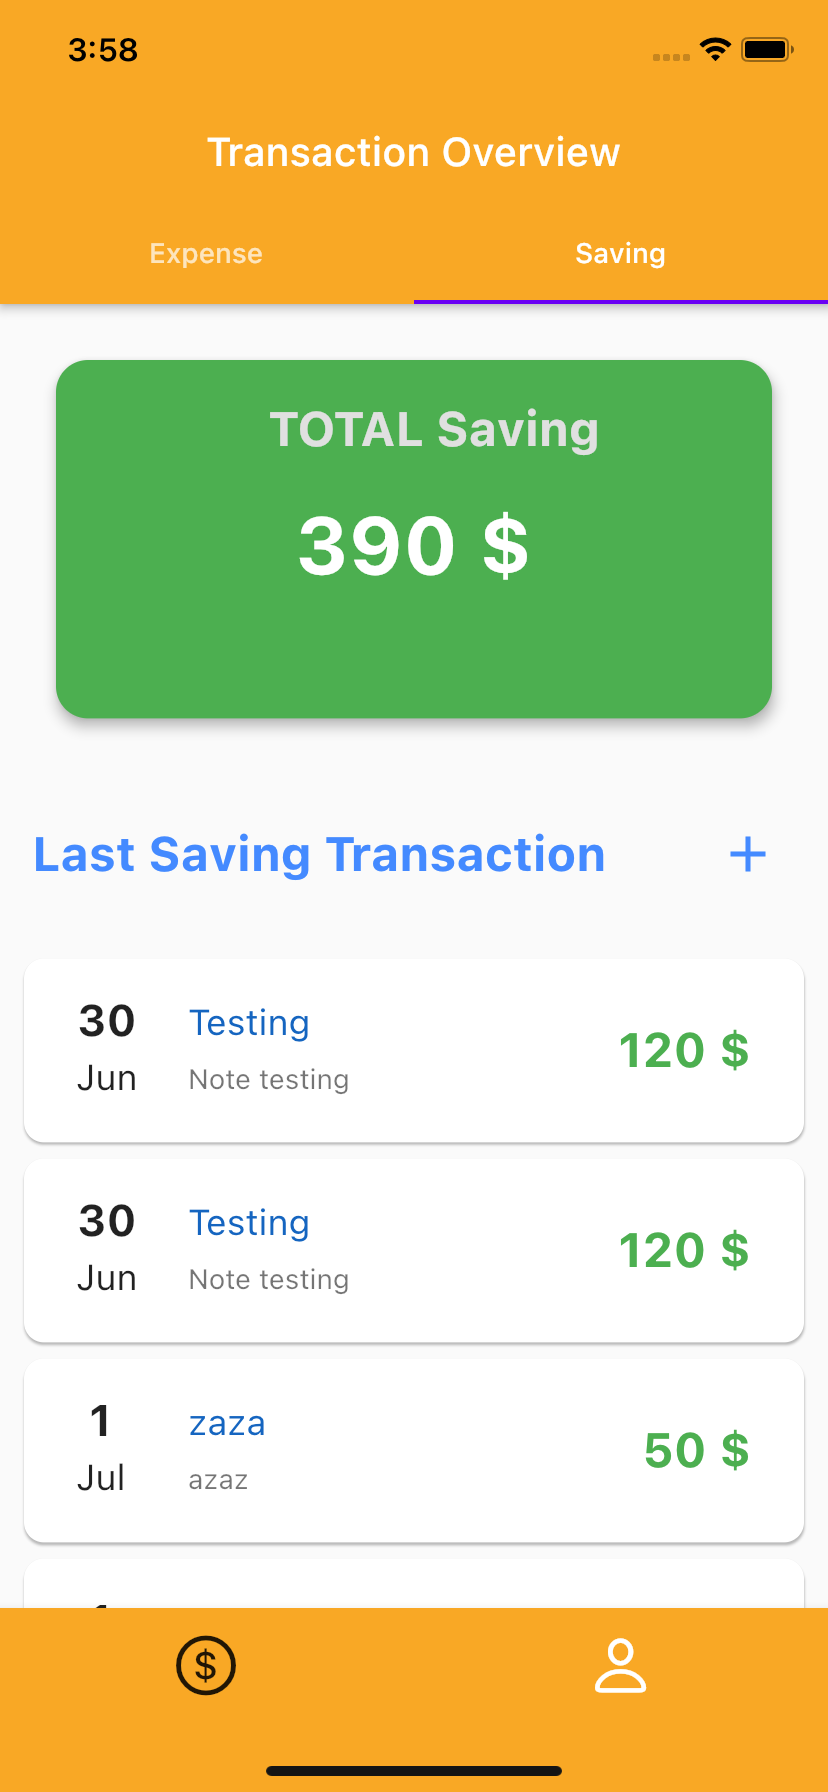 3:58
Transaction Overview
Expense
Saving
TOTAL Saving
390 $
Last Saving Transaction
+
30
Jun
Testing
Note testing
120 $
30
Jun
Testing
Note testing
120 $
1
Jul
zaza
azaz
50 $
$